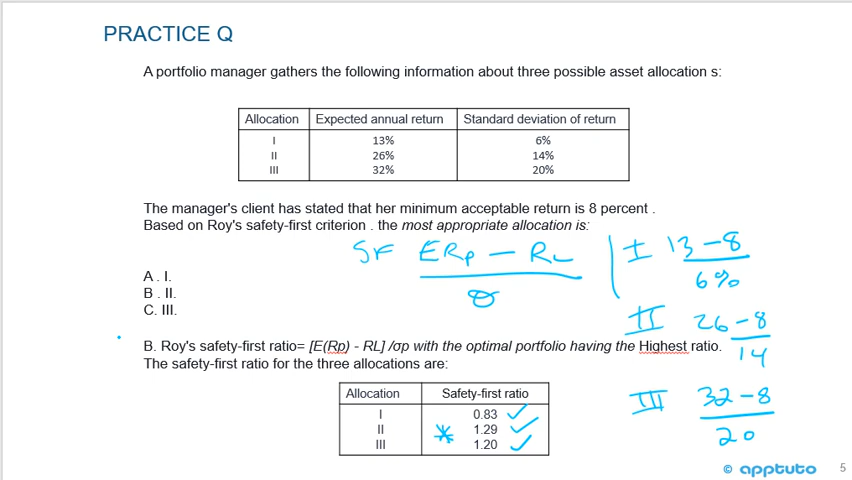 PRACTICE Q
A portfolio manager gathers the following information about three possible asset allocation s:
Allocation Expected annual return Standard deviation of return
I 13% 6%
II 26% 14%
III 32% 20%
The manager's client has stated that her minimum acceptable return is 8 percent .
Based on Roy's safety-first criterion . the most appropriate allocation is:
SF ERp - RL
σ
I 13 - 8
6%
A . I.
B . II.
C. III.
II 26 - 8
14
B. Roy's safety-first ratio= [E(Rp) - RL] /σp with the optimal portfolio having the Highest ratio.
The safety-first ratio for the three allocations are:
Allocation Safety-first ratio
I 0.83
II 1.29
III 1.20
III 32 - 8
20
© apptuto 5